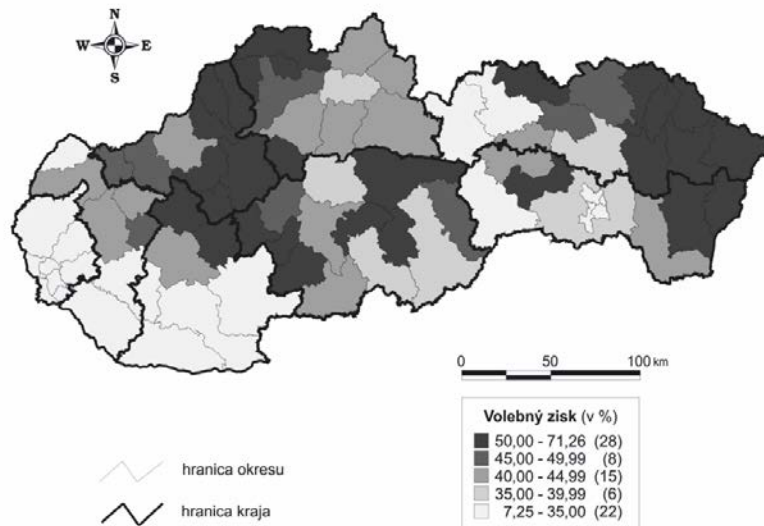 N
W E
S
0 50 100 km
Volebný zisk (v %)
50,00 - 71,26 (28)
45,00 - 49,99 (8)
40,00 - 44,99 (15)
35,00 - 39,99 (6)
7,25 - 35,00 (22)
hranica okresu
hranica kraja